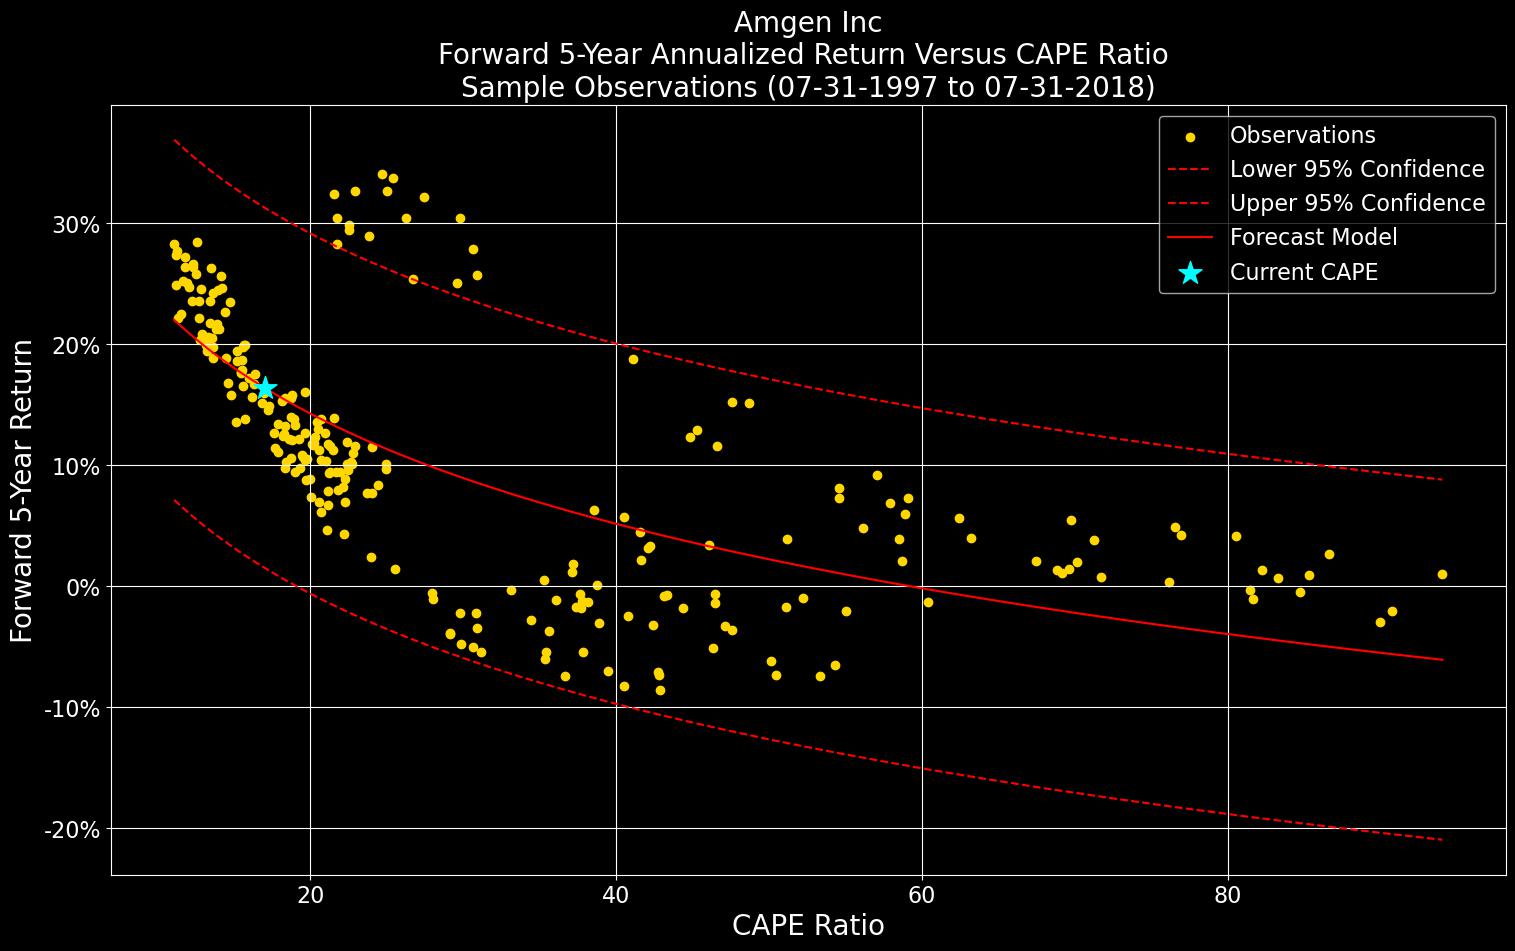 Amgen Inc
Forward 5-Year Annualized Return Versus CAPE Ratio
Sample Observations (07-31-1997 to 07-31-2018)
Observations
Lower 95% Confidence
Upper 95% Confidence
Forecast Model
Current CAPE
Forward 5-Year Return
30%
20%
10%
0%
-10%
-20%
20 40 60 80
CAPE Ratio